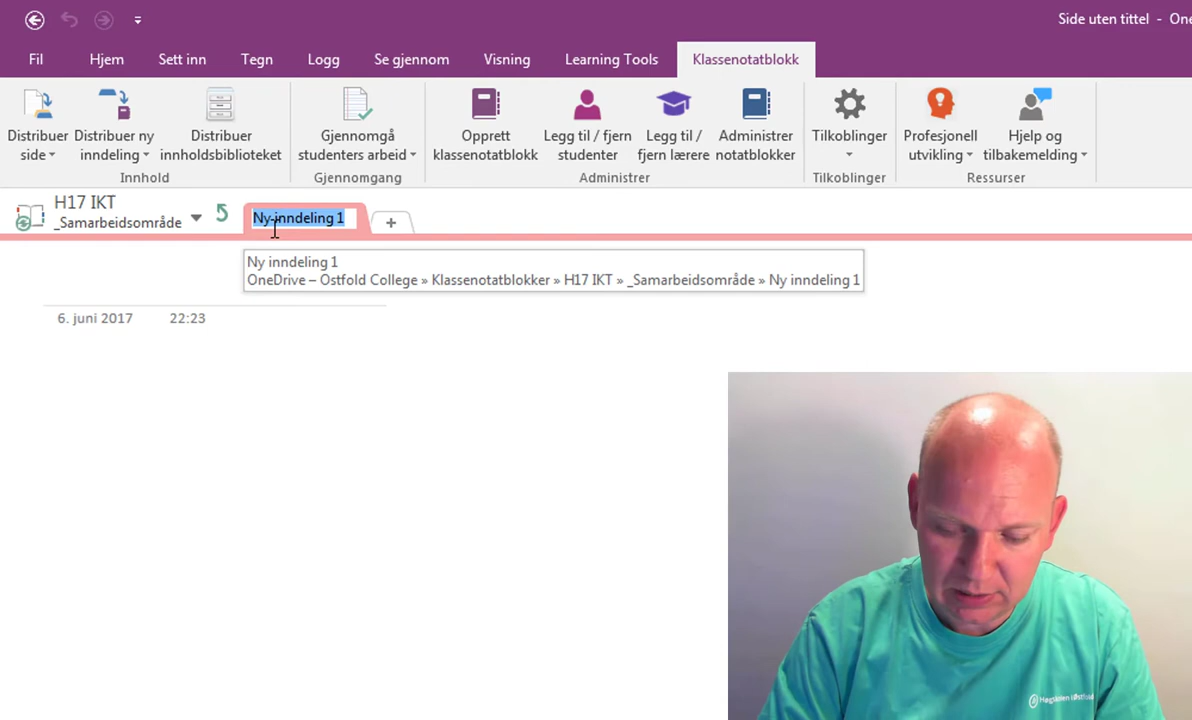 Side uten tittel - One
Fil Hjem Sett inn Tegn Logg Se gjennom Visning Learning Tools Klassenotatblokk
Distribuer side
Distribuer ny inndeling
Distribuer innholdsbiblioteket
Innhold
Gjennomgå studenters arbeid
Gjennomgang
Opprett klassenotatblokk
Legg til / fjern studenter
Legg til / fjern lærere
Administrer notatblokker
Administrer
Tilkoblinger
Tilkoblinger
Profesjonell utvikling
Hjelp og tilbakemelding
Ressurser
H17 IKT
_Samarbeidsområde
Ny inndeling 1
Ny inndeling 1
OneDrive – Ostfold College » Klassenotatblokker » H17 IKT » _Samarbeidsområde » Ny inndeling 1
6. juni 2017 22:23
Høgskolen i Østfold